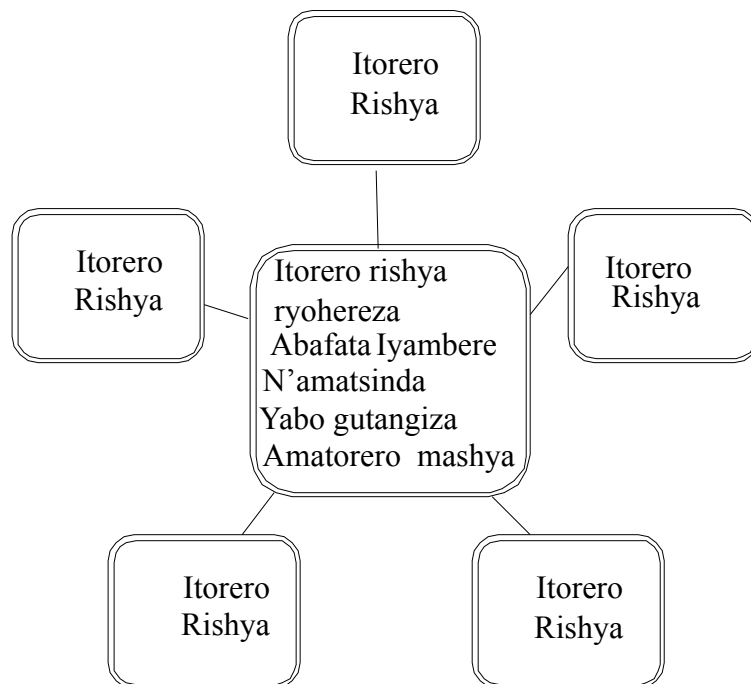 Itorero
Rishya
Itorero
Rishya
Itorero rishya
ryohereza
Abafata Iyambere
N’amatsinda
Yabo gutangiza
Amatorero mashya
Itorero
Rishya
Itorero
Rishya
Itorero
Rishya